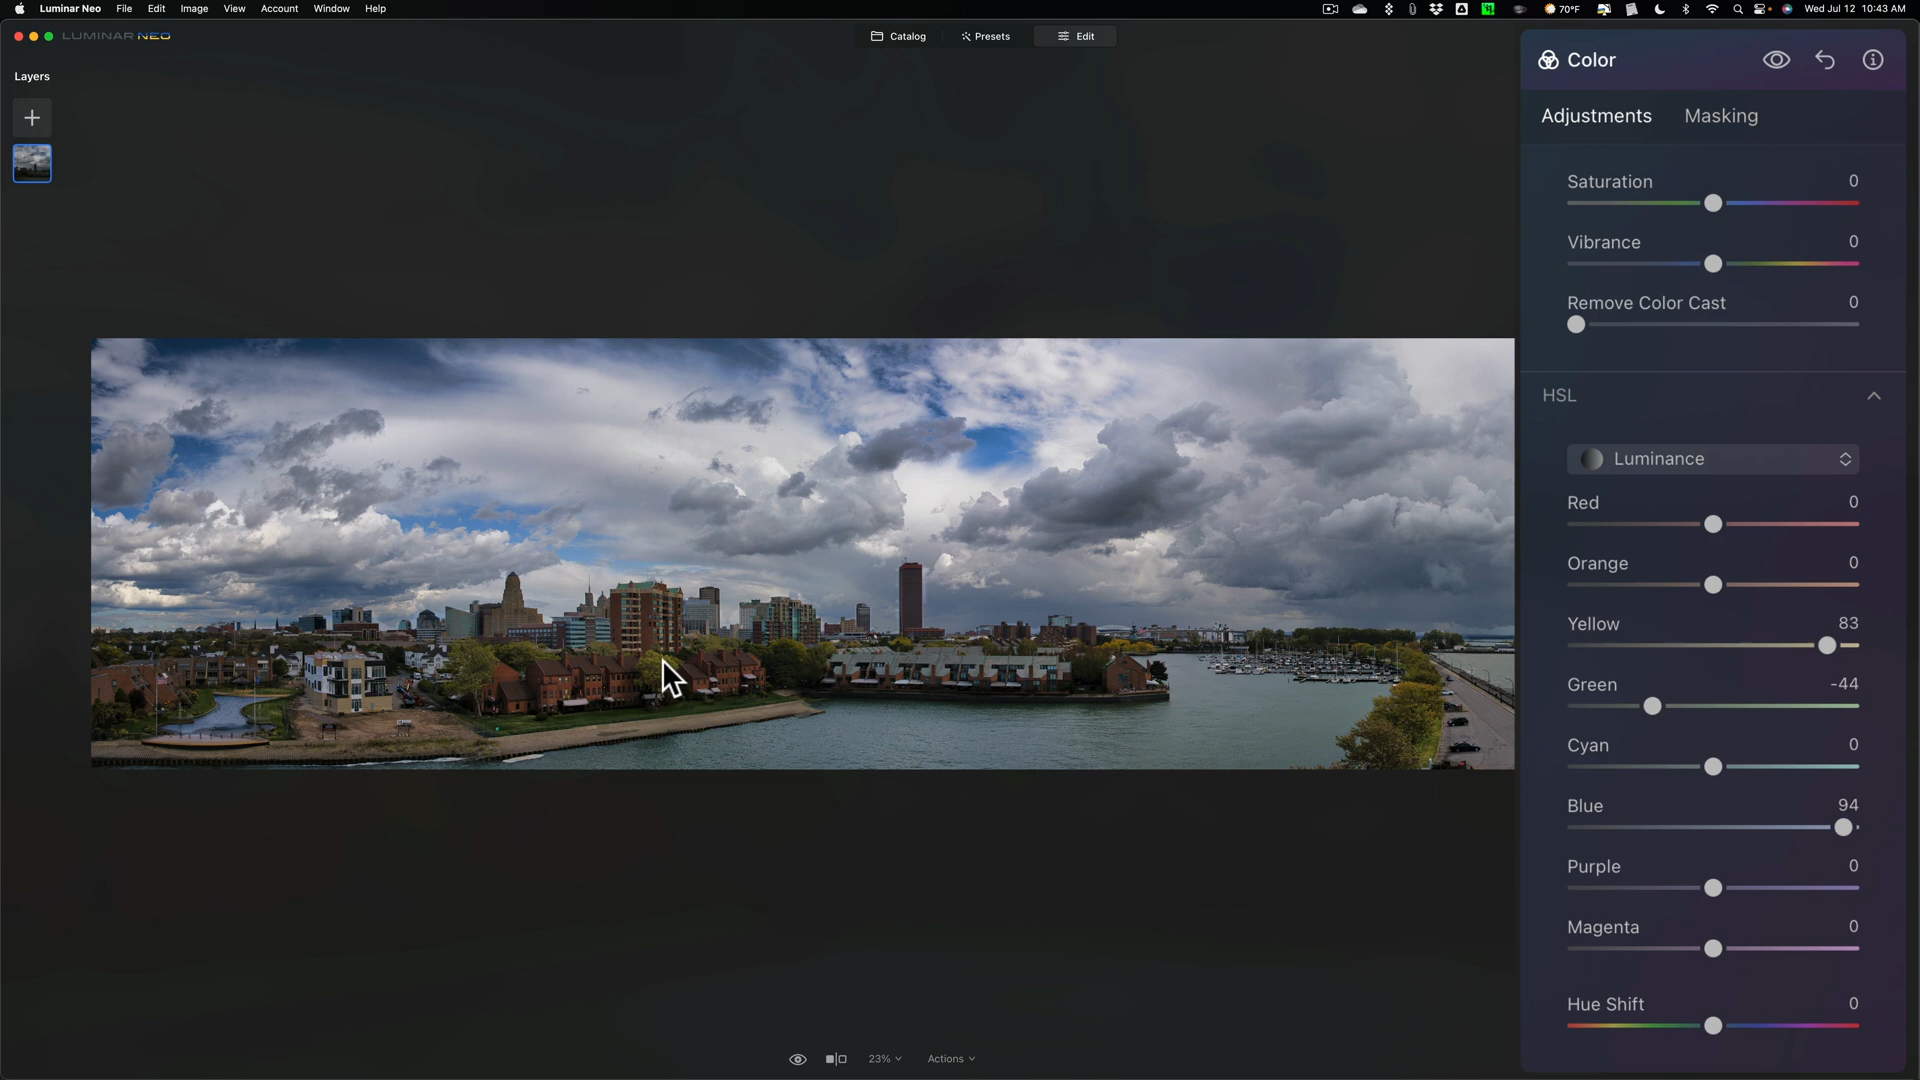 Luminar Neo File Edit Image View Account Window Help 70°F Wed Jul 12 10:43 AM
LUMINAR NEO
Catalog Presets Edit
Layers
Color
Adjustments Masking
Saturation 0
Vibrance 0
Remove Color Cast 0
HSL
Luminance
Red 0
Orange 0
Yellow 83
Green -44
Cyan 0
Blue 94
Purple 0
Magenta 0
Hue Shift 0
23% Actions